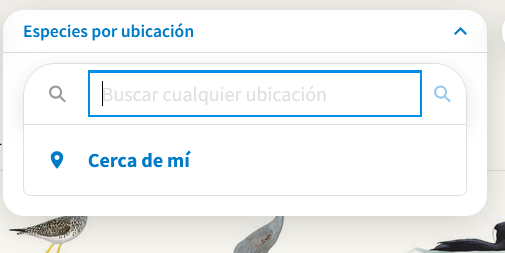 Especies por ubicación
Buscar cualquier ubicación
Cerca de mí